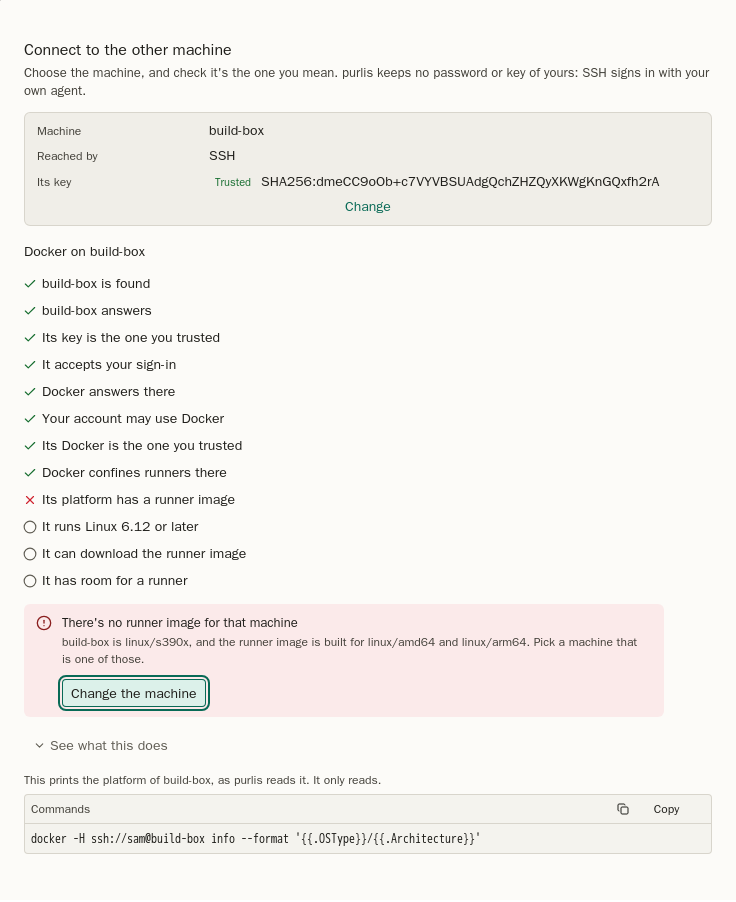 Connect to the other machine
Choose the machine, and check it's the one you mean. purlis keeps no password or key of yours: SSH signs in with your
own agent.
Machine build-box
Reached by SSH
Its key Trusted SHA256:dmeCC9oOb+c7VYVBSUAdgQchZHZQyXKWgKnGQxfh2rA
Change
Docker on build-box
build-box is found
build-box answers
Its key is the one you trusted
It accepts your sign-in
Docker answers there
Your account may use Docker
Its Docker is the one you trusted
Docker confines runners there
Its platform has a runner image
It runs Linux 6.12 or later
It can download the runner image
It has room for a runner
There's no runner image for that machine
build-box is linux/s390x, and the runner image is built for linux/amd64 and linux/arm64. Pick a machine that
is one of those.
Change the machine
See what this does
This prints the platform of build-box, as purlis reads it. It only reads.
Commands Copy
docker -H ssh://sam@build-box info --format '{{.OSType}}/{{.Architecture}}'